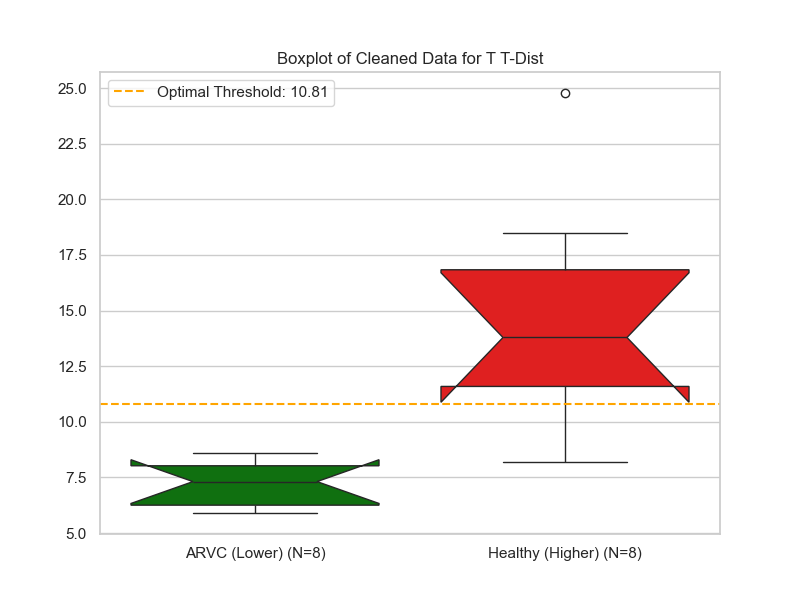 Boxplot of Cleaned Data for T T-Dist
Optimal Threshold: 10.81
25.0
22.5
20.0
17.5
15.0
12.5
10.0
7.5
5.0
ARVC (Lower) (N=8)
Healthy (Higher) (N=8)